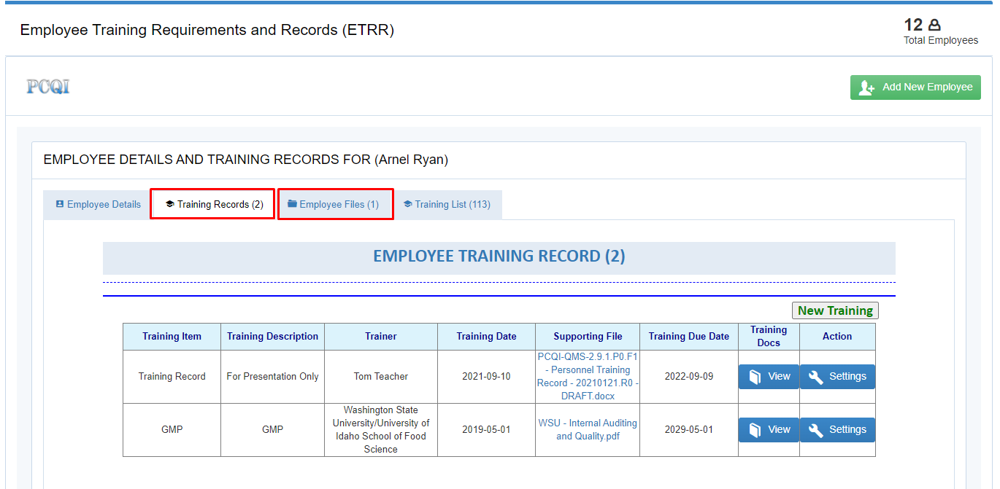 Employee Training Requirements and Records (ETRR)
12
Total Employees
PCQI
Add New Employee
EMPLOYEE DETAILS AND TRAINING RECORDS FOR (Arnel Ryan)
Employee Details
Training Records (2)
Employee Files (1)
Training List (113)
EMPLOYEE TRAINING RECORD (2)
New Training
Training Item
Training Description
Trainer
Training Date
Supporting File
Training Due Date
Training
Docs
Action
Training Record
For Presentation Only
Tom Teacher
2021-09-10
PCQI-QMS-2.9.1.P0.F1
- Personnel Training
Record - 20210121.R0 -
DRAFT.docx
2022-09-09
View
Settings
GMP
GMP
Washington State
University/University of
Idaho School of Food
Science
2019-05-01
WSU - Internal Auditing
and Quality.pdf
2029-05-01
View
Settings